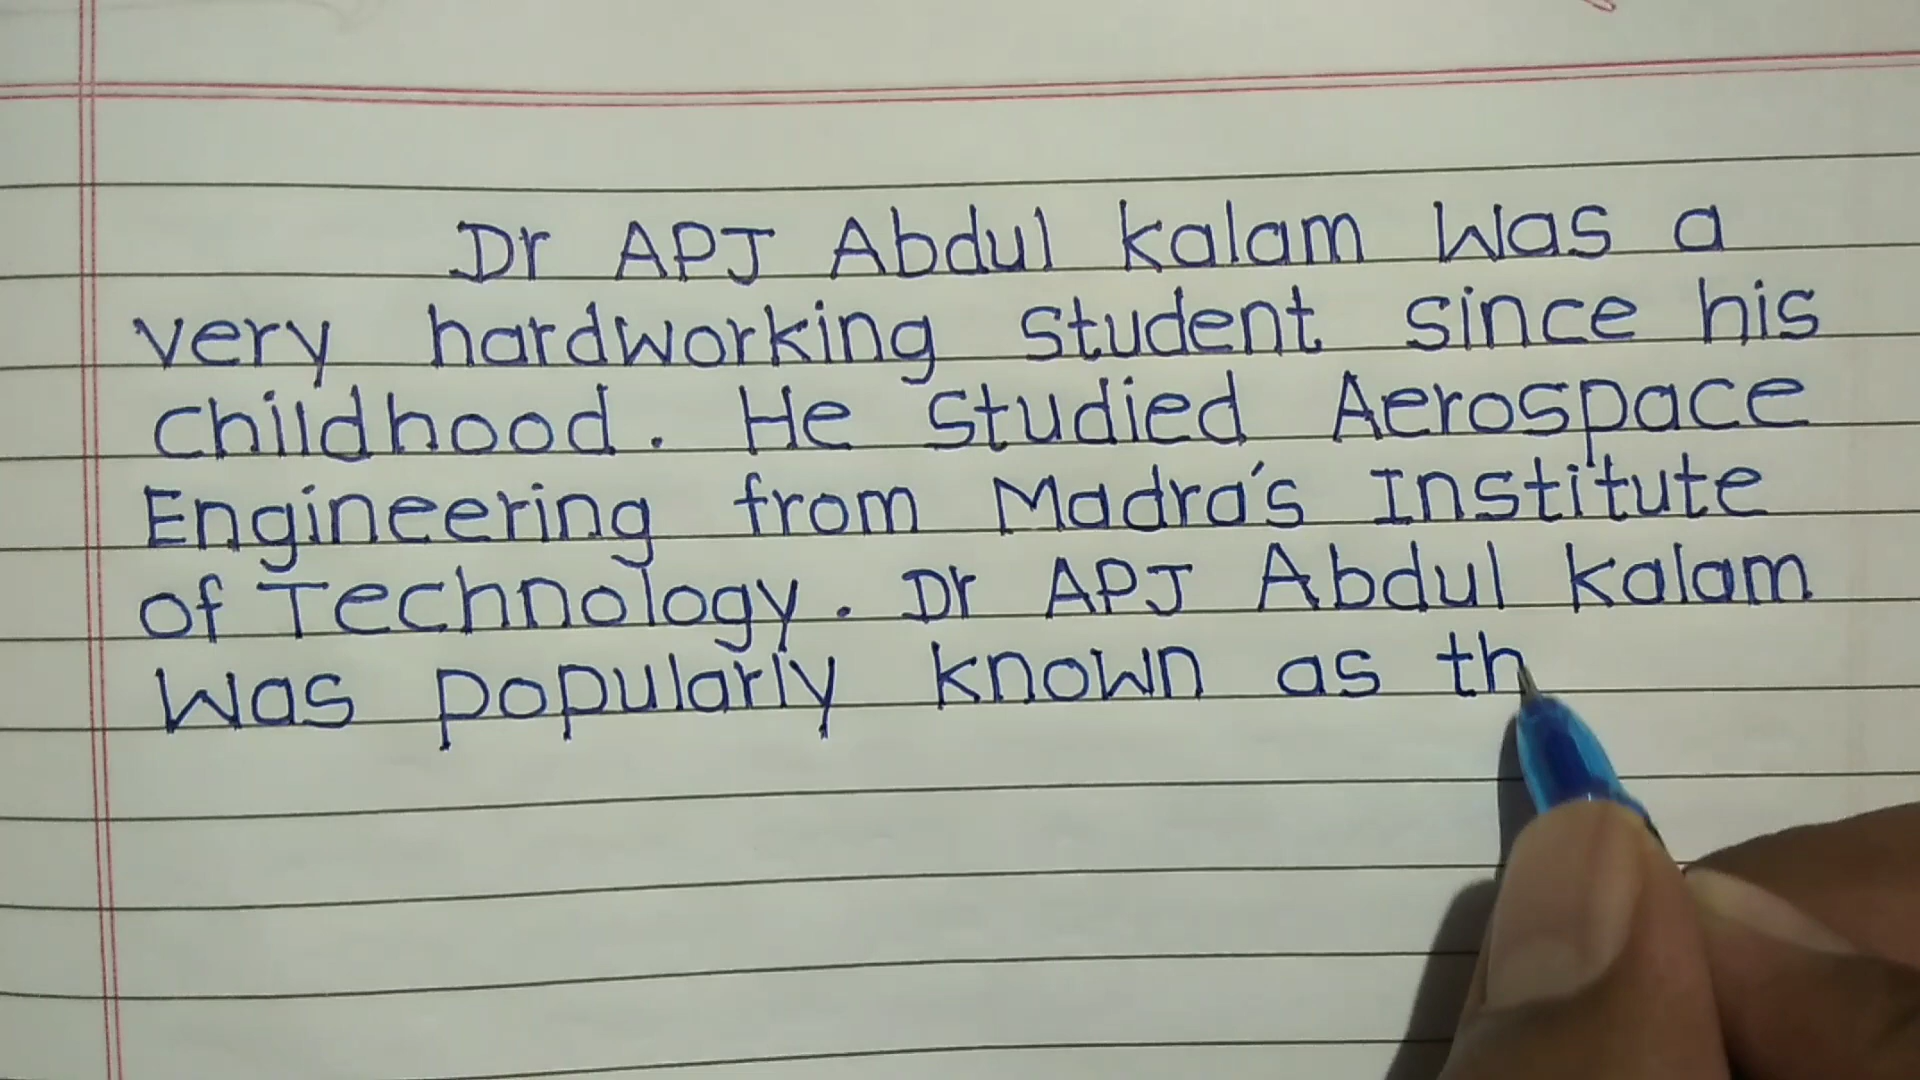 Dr APJ Abdul kalam was a
very hardworking student since his
childhood. He studied Aerospace
Engineering from Madra's Institute
of Technology. Dr APJ Abdul kalam
was popularly known as th